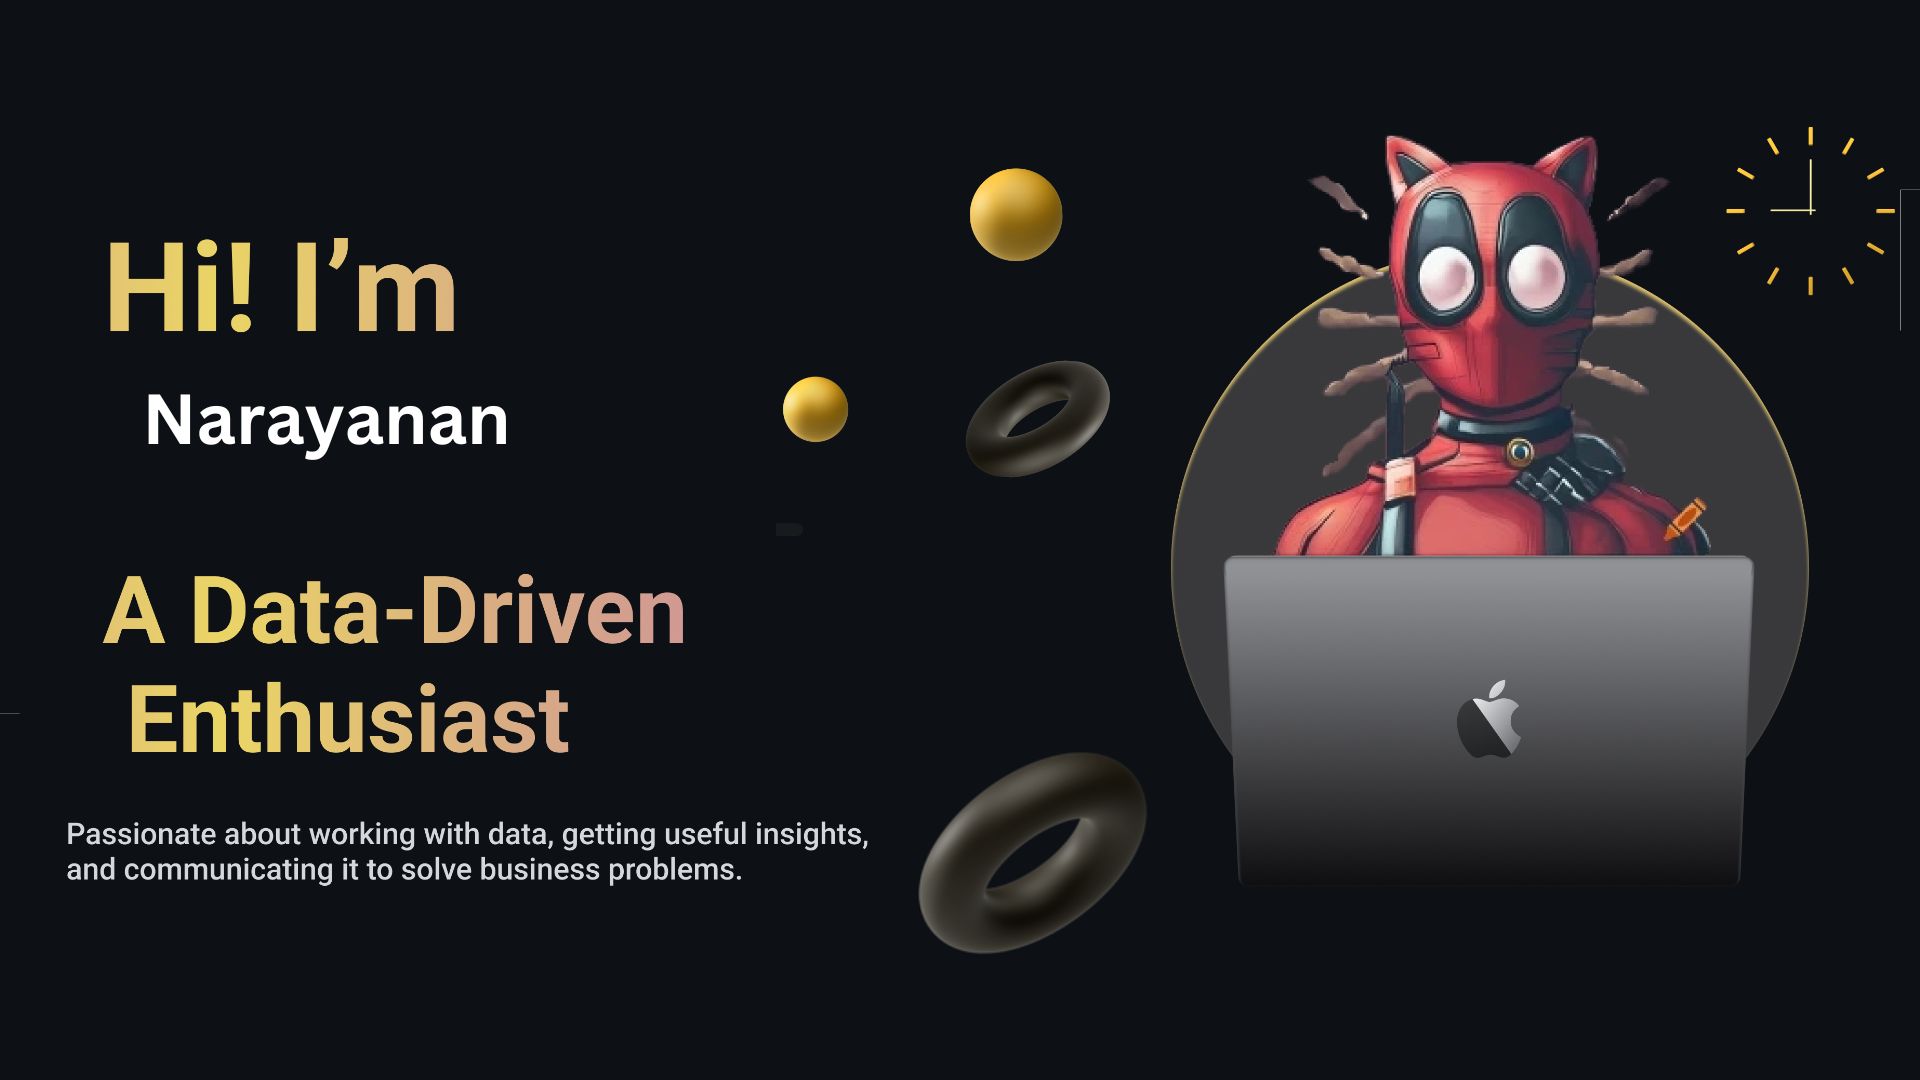 Hi! I’m
Narayanan
A Data-Driven
Enthusiast
Passionate about working with data, getting useful insights,
and communicating it to solve business problems.